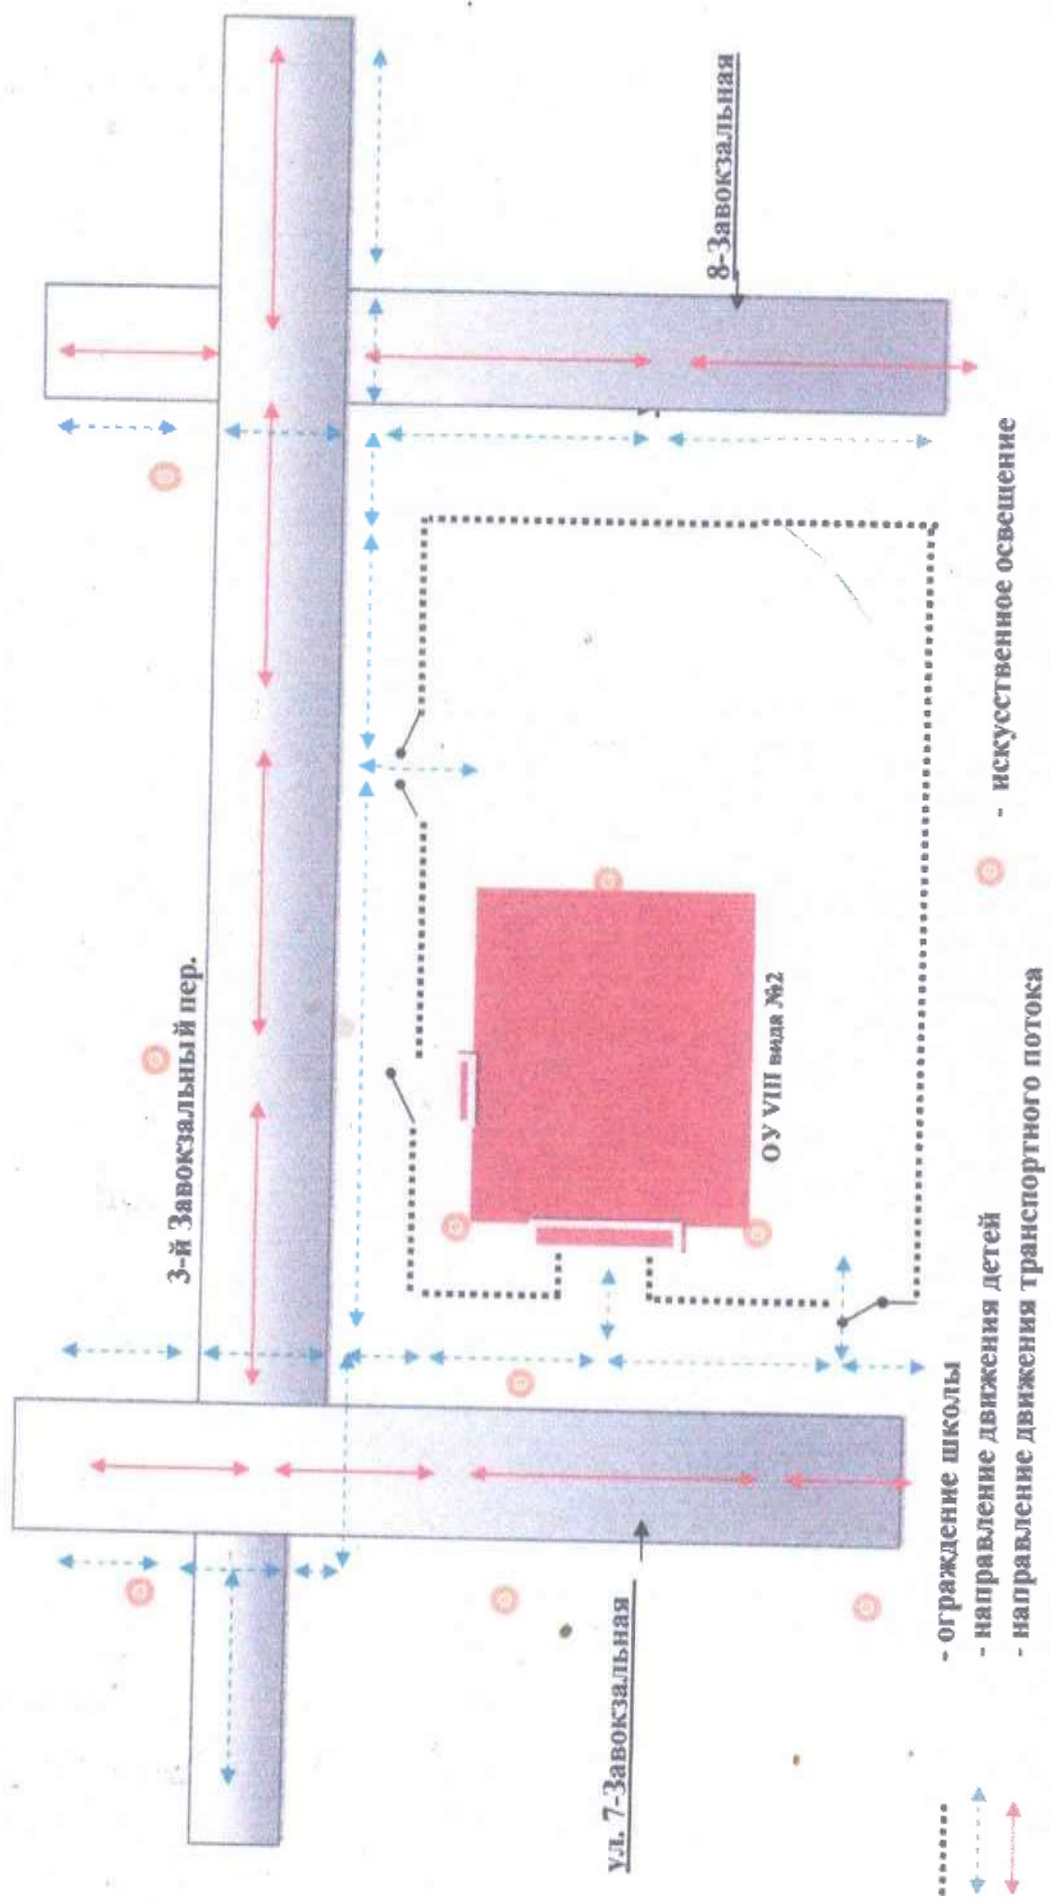 3-й Завокзальный пер.
8-Завокзальная
ОУ VIII вида №2
ул. 7-Завокзальная
- ограждение школы
- направление движения детей
- направление движения транспортного потока
- искусственное освещение